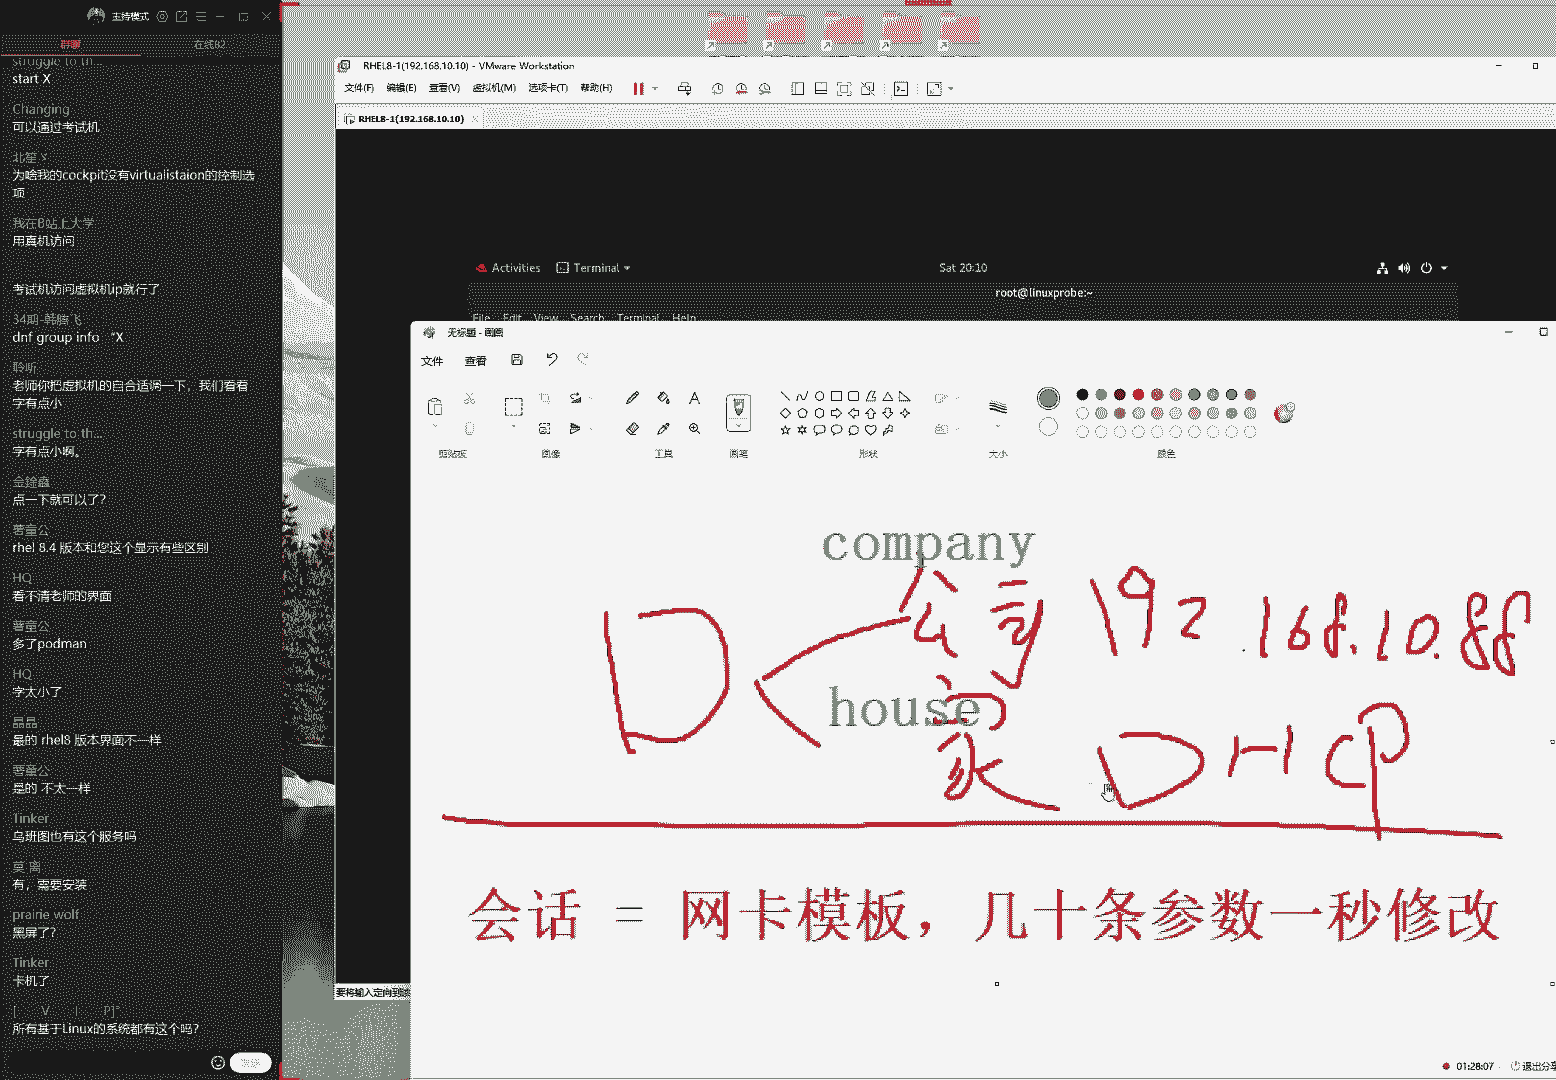 主持模式
群聊
在线82
struggle to th...
start X
Changing
可以通过考试机
为啥我的cockpit没有virtualistaion的控制选
项
我在B站上大学
用真机访问
考试机访问虚拟机ip就行了
34期-韩腾飞
dnf group info “X
聆听
老师你把虚拟机的自合适调一下，我们看着
字有点小
struggle to th...
字有点小啊。
点一下就可以了？
薯童公
rhel 8.4 版本和您这个显示有些区别
HQ
看不清老师的界面
薯童公
多了podman
HQ
字太小了
晶晶
最的 rhel8 版本界面不一样
薯童公
是的 不太一样
Tinker
乌班图也有这个服务吗
莫 离
有，需要安装
prairie wolf
黑屏了？
Tinker
卡机了
[ V I P]
所有基于Linux的系统都有这个吗？
RHEL8-1(192.168.10.10) - VMware Workstation
文件(F) 编辑(E) 查看(V) 虚拟机(M) 选项卡(T) 帮助(H)
RHEL8-1(192.168.10.10)
Activities Terminal Sat 20:10
root@linuxprobe:~
File Edit View Search Terminal Help
无标题 - 画图
文件 查看
剪贴板 图像 工具 画笔 形状 大小 颜色
company
公司 192.168.10.88
D
house
家 DHCP
会话 = 网卡模板，几十条参数一秒修改
要将输入定向到该
01:28:07 退出分享